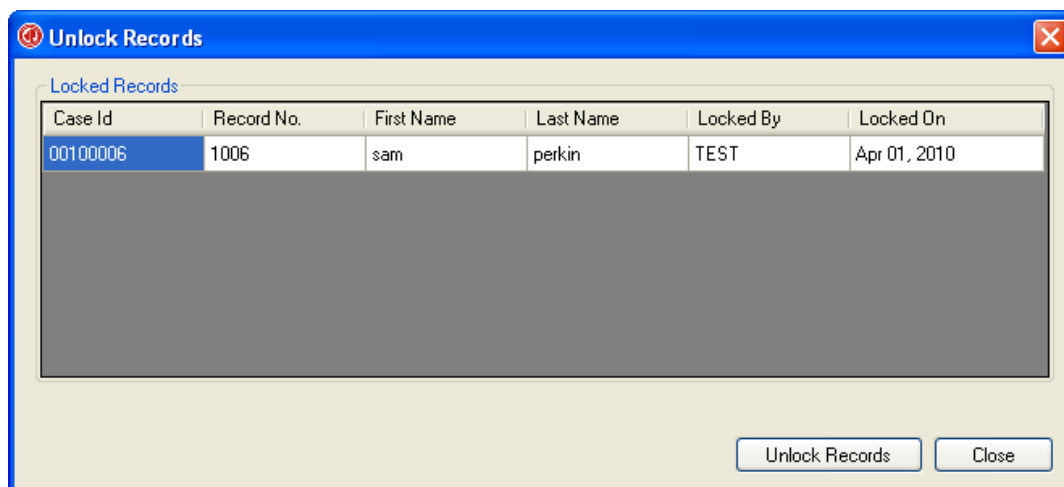 Unlock Records
Locked Records
Case Id Record No. First Name Last Name Locked By Locked On
00100006 1006 sam perkin TEST Apr 01, 2010
Unlock Records Close